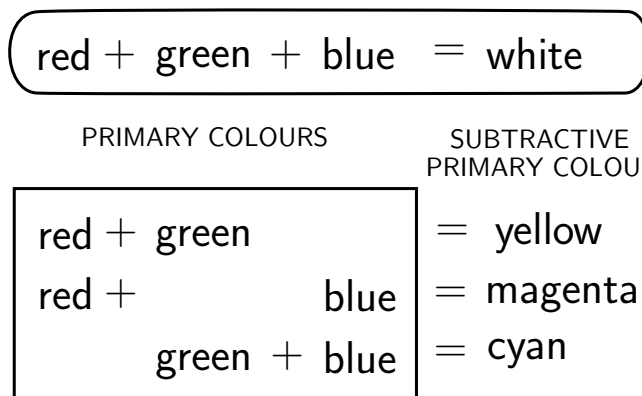 red + green + blue = white
PRIMARY COLOURS
SUBTRACTIVE
PRIMARY COLOU
red + green = yellow
red + blue = magenta
green + blue = cyan